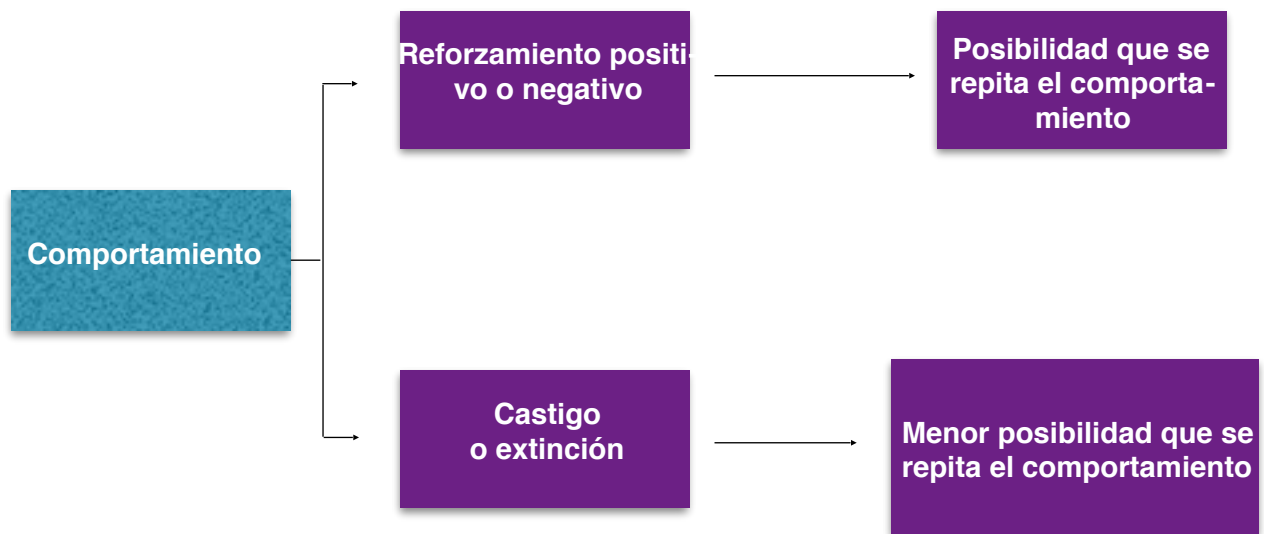 Reforzamiento positi-
vo o negativo
Posibilidad que se
repita el comporta-
miento
Comportamiento
Castigo
o extinción
Menor posibilidad que se
repita el comportamiento